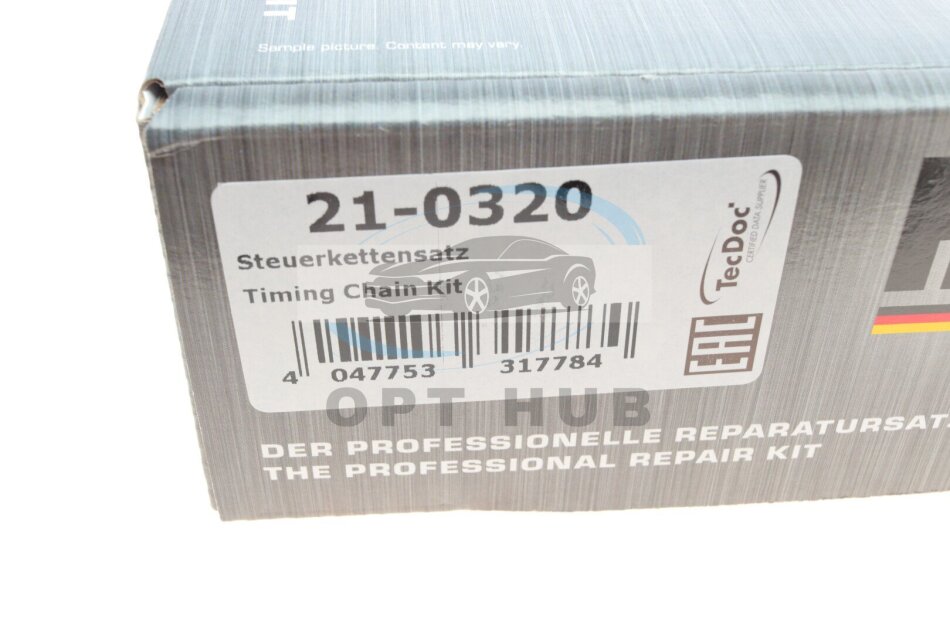 Sample picture. Content may vary.
21-0320
Steuerkettensatz
Timing Chain Kit
4 047753 317784
TecDoc
CERTIFIED DATA SUPPLIER
EAC
OPT HUB
DER PROFESSIONELLE REPARATURSAT
THE PROFESSIONAL REPAIR KIT